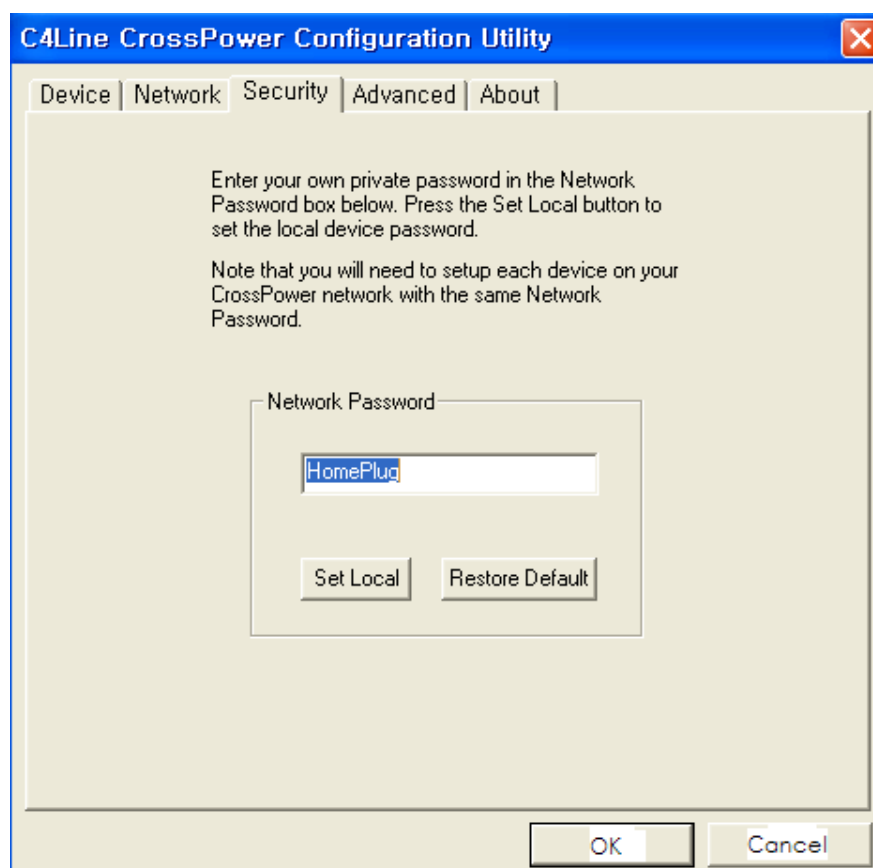 C4Line CrossPower Configuration Utility
Device Network Security Advanced About
Enter your own private password in the Network
Password box below. Press the Set Local button to
set the local device password.
Note that you will need to setup each device on your
CrossPower network with the same Network
Password.
Network Password
HomePlug
Set Local Restore Default
OK Cancel